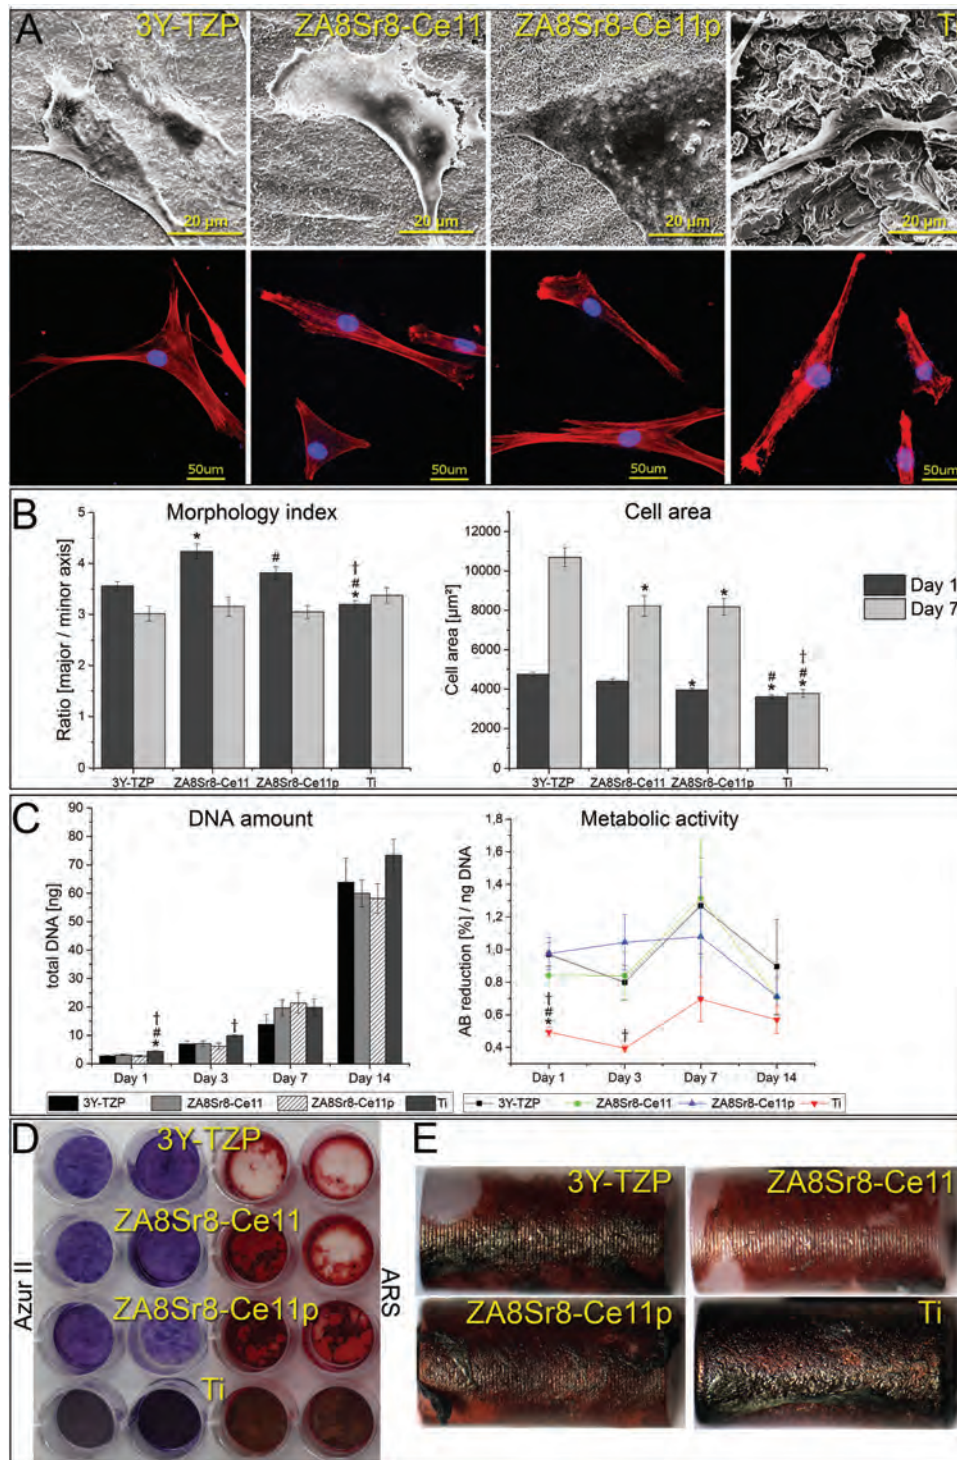 A
3Y-TZP
ZA8Sr8-Ce11
ZA8Sr8-Ce11p
Ti
20 µm
20 µm
20 µm
20 µm
50um
50um
50um
50um
B
Morphology index
Ratio [major / minor axis]
5
4
3
2
1
0
*
#
†
#
*
3Y-TZP
ZA8Sr8-Ce11
ZA8Sr8-Ce11p
Ti
Cell area
Cell area [µm²]
12000
10000
8000
6000
4000
2000
0
*
*
*
#
*
†
#
*
3Y-TZP
ZA8Sr8-Ce11
ZA8Sr8-Ce11p
Ti
Day 1
Day 7
C
DNA amount
total DNA [ng]
90
80
70
60
50
40
30
20
10
0
†
#
*
†
Day 1
Day 3
Day 7
Day 14
3Y-TZP
ZA8Sr8-Ce11
ZA8Sr8-Ce11p
Ti
Metabolic activity
AB reduction [%] / ng DNA
1,8
1,6
1,4
1,2
1,0
0,8
0,6
0,4
†
#
*
†
Day 1
Day 3
Day 7
Day 14
3Y-TZP
ZA8Sr8-Ce11
ZA8Sr8-Ce11p
Ti
D
3Y-TZP
ZA8Sr8-Ce11
ZA8Sr8-Ce11p
Ti
Azur II
ARS
E
3Y-TZP
ZA8Sr8-Ce11
ZA8Sr8-Ce11p
Ti